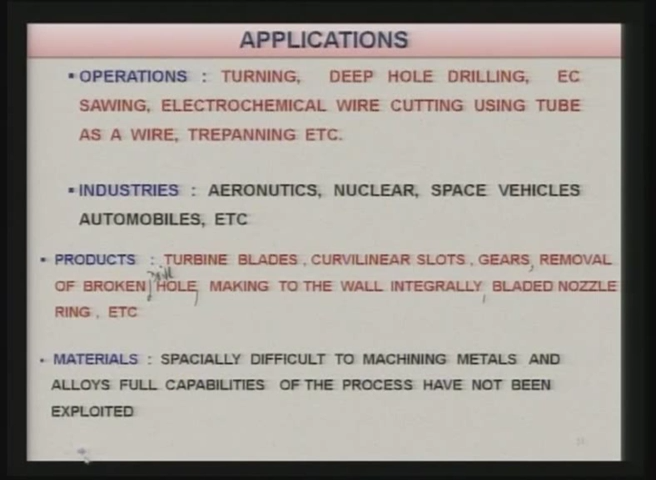 APPLICATIONS
▪ OPERATIONS : TURNING, DEEP HOLE DRILLING, EC
SAWING, ELECTROCHEMICAL WIRE CUTTING USING TUBE
AS A WIRE, TREPANNING ETC.
▪ INDUSTRIES : AERONUTICS, NUCLEAR, SPACE VEHICLES
AUTOMOBILES, ETC
▪ PRODUCTS : TURBINE BLADES , CURVILINEAR SLOTS , GEARS, REMOVAL
OF BROKEN HOLE, MAKING TO THE WALL INTEGRALLY, BLADED NOZZLE
RING , ETC
▪ MATERIALS : SPACIALLY DIFFICULT TO MACHINING METALS AND
ALLOYS FULL CAPABILITIES OF THE PROCESS HAVE NOT BEEN
EXPLOITED